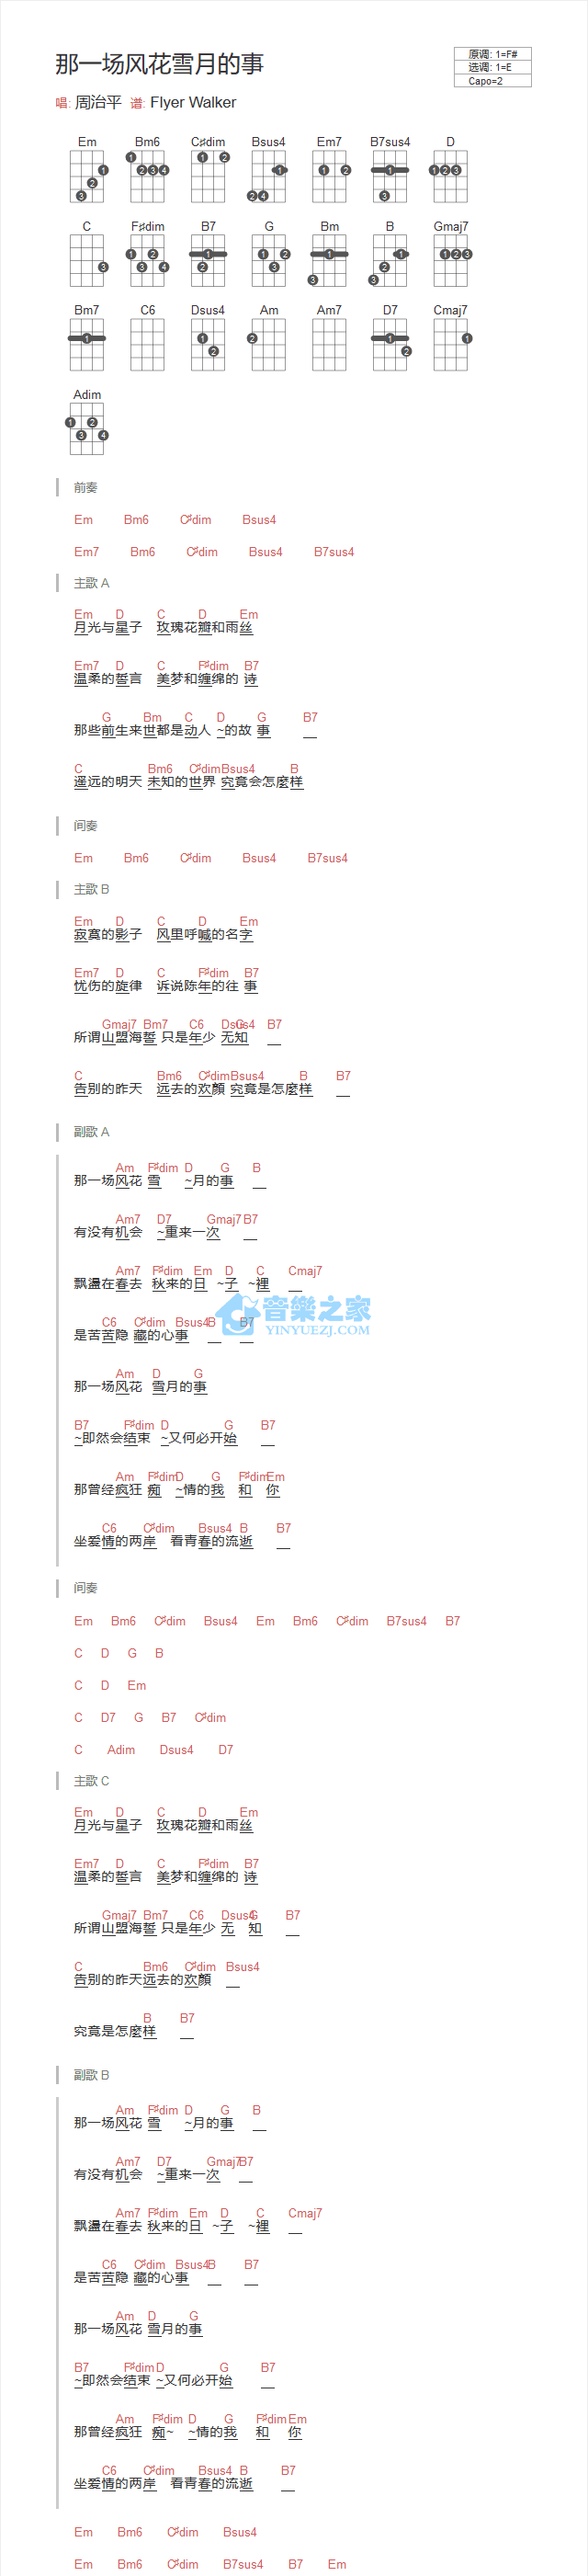 那一场风花雪月的事
原调: 1=F#
选调: 1=E
Capo=2
唱: 周治平 谱: Flyer Walker
Em Bm6 C♯dim Bsus4 Em7 B7sus4 D
C F♯dim B7 G Bm B Gmaj7
Bm7 C6 Dsus4 Am Am7 D7 Cmaj7
Adim
前奏
Em Bm6 C♯dim Bsus4
Em7 Bm6 C♯dim Bsus4 B7sus4
主歌 A
Em D C D Em
月光与星子 玫瑰花瓣和雨丝
Em7 D C F♯dim B7
温柔的誓言 美梦和缠绵的 诗
G Bm C D G B7
那些前生来世都是动人 ~的故 事
C Bm6 C♯dim Bsus4 B
遥远的明天 未知的世界 究竟会怎麼样
间奏
Em Bm6 C♯dim Bsus4 B7sus4
主歌 B
Em D C D Em
寂寞的影子 风里呼喊的名字
Em7 D C F♯dim B7
忧伤的旋律 诉说陈年的往 事
Gmaj7 Bm7 C6 Dsus4 G B7
所谓山盟海誓 只是年少 无知
C Bm6 C♯dim Bsus4 B B7
告别的昨天 远去的欢顏 究竟是怎麼样
副歌 A
Am F♯dim D G B
那一场风花 雪 ~月的事
Am7 D7 Gmaj7 B7
有没有机会 ~重来一次
Am7 F♯dim Em D C Cmaj7
飘盪在春去 秋来的日 ~子 ~裡
音樂之家
YINYUEZJ.COM
C6 C♯dim Bsus4 B B7
是苦苦隐 藏的心事
Am D G
那一场风花 雪月的事
B7 F♯dim D G B7
~即然会结束 ~又何必开始
Am F♯dim D G F♯dim Em
那曾经疯狂 痴 ~情的我 和 你
C6 C♯dim Bsus4 B B7
坐爱情的两岸 看青春的流逝
间奏
Em Bm6 C♯dim Bsus4 Em Bm6 C♯dim B7sus4 B7
C D G B
C D Em
C D7 G B7 C♯dim
C Adim Dsus4 D7
主歌 C
Em D C D Em
月光与星子 玫瑰花瓣和雨丝
Em7 D C F♯dim B7
温柔的誓言 美梦和缠绵的 诗
Gmaj7 Bm7 C6 Dsus4 G B7
所谓山盟海誓 只是年少 无 知
C Bm6 C♯dim Bsus4
告别的昨天远去的欢顏
B B7
究竟是怎麼样
副歌 B
Am F♯dim D G B
那一场风花 雪 ~月的事
Am7 D7 Gmaj7 B7
有没有机会 ~重来一次
Am7 F♯dim Em D C Cmaj7
飘盪在春去 秋来的日 ~子 ~裡
C6 C♯dim Bsus4 B B7
是苦苦隐 藏的心事
Am D G
那一场风花 雪月的事
B7 F♯dim D G B7
~即然会结束 ~又何必开始
Am F♯dim D G F♯dim Em
那曾经疯狂 痴~ ~情的我 和 你
C6 C♯dim Bsus4 B B7
坐爱情的两岸 看青春的流逝
Em Bm6 C♯dim Bsus4
Em Bm6 C♯dim B7sus4 B7 Em